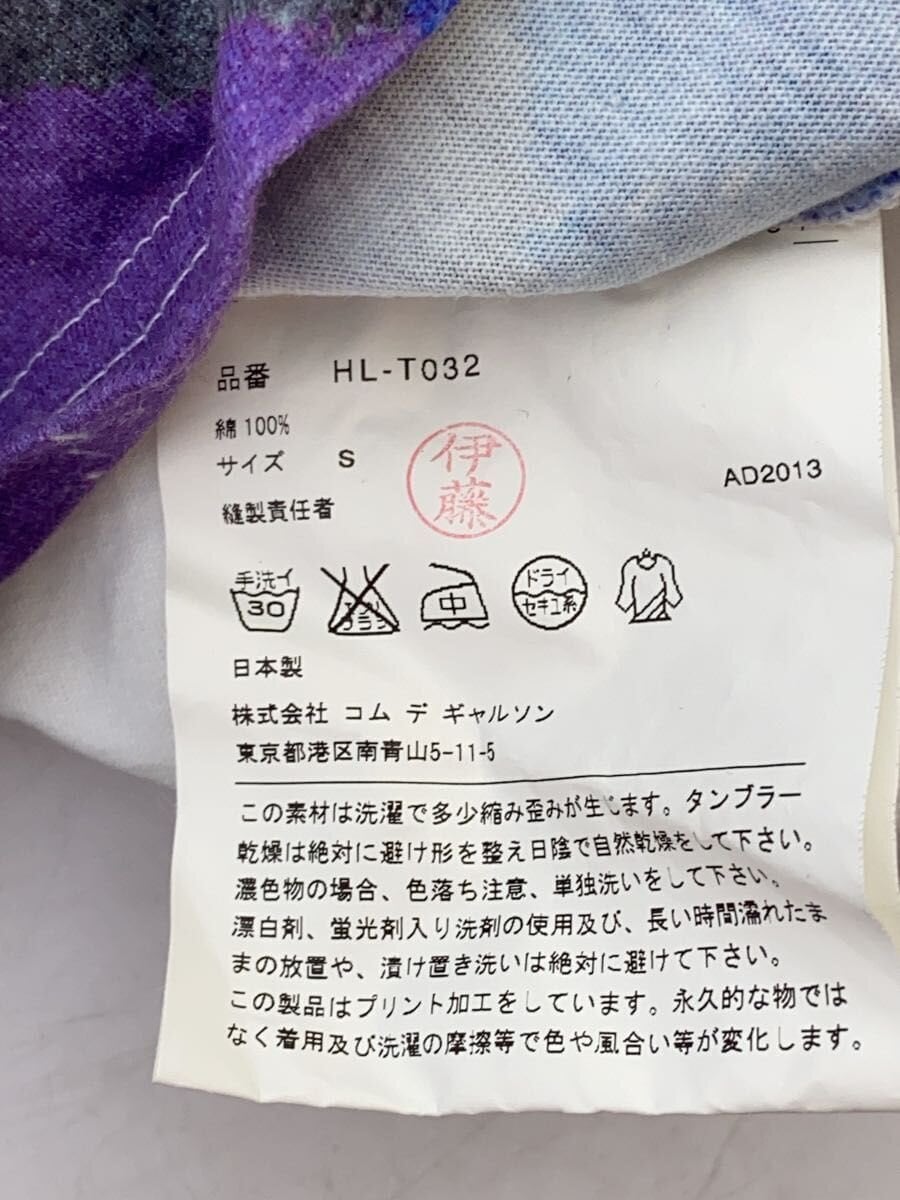 品番 HL-T032
綿100%
サイズ S
伊藤
AD2013
縫製責任者
手洗イ
30
中
ドライ
セキユ系
日本製
株式会社 コム デ ギャルソン
東京都港区南青山5-11-5
この素材は洗濯で多少縮み歪みが生じます。タンブラー
乾燥は絶対に避け形を整え日陰で自然乾燥をして下さい。
濃色物の場合、色落ち注意、単独洗いをして下さい。
漂白剤、蛍光剤入り洗剤の使用及び、長い時間濡れたま
まの放置や、漬け置き洗いは絶対に避けて下さい。
この製品はプリント加工をしています。永久的な物では
なく着用及び洗濯の摩擦等で色や風合い等が変化します。